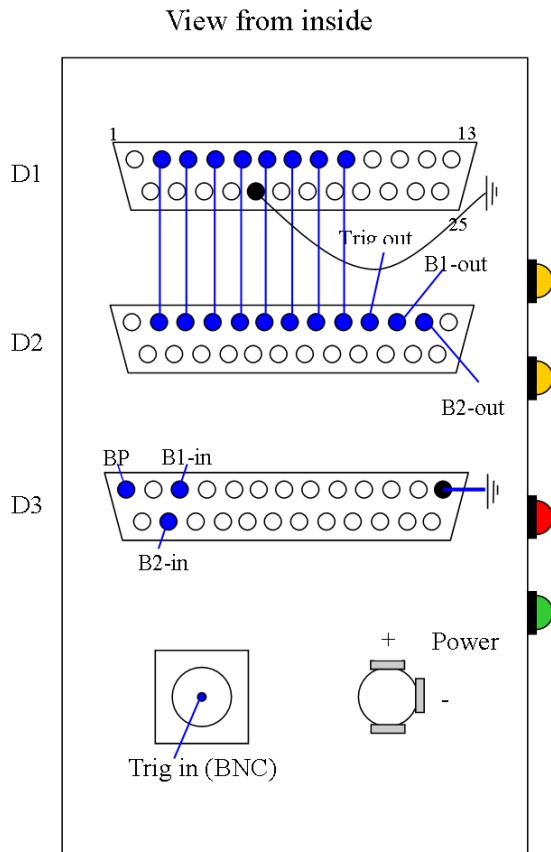 View from inside
1
13
D1
25
Trig out
B1-out
D2
B2-out
BP
B1-in
D3
B2-in
+
Power
-
Trig in (BNC)